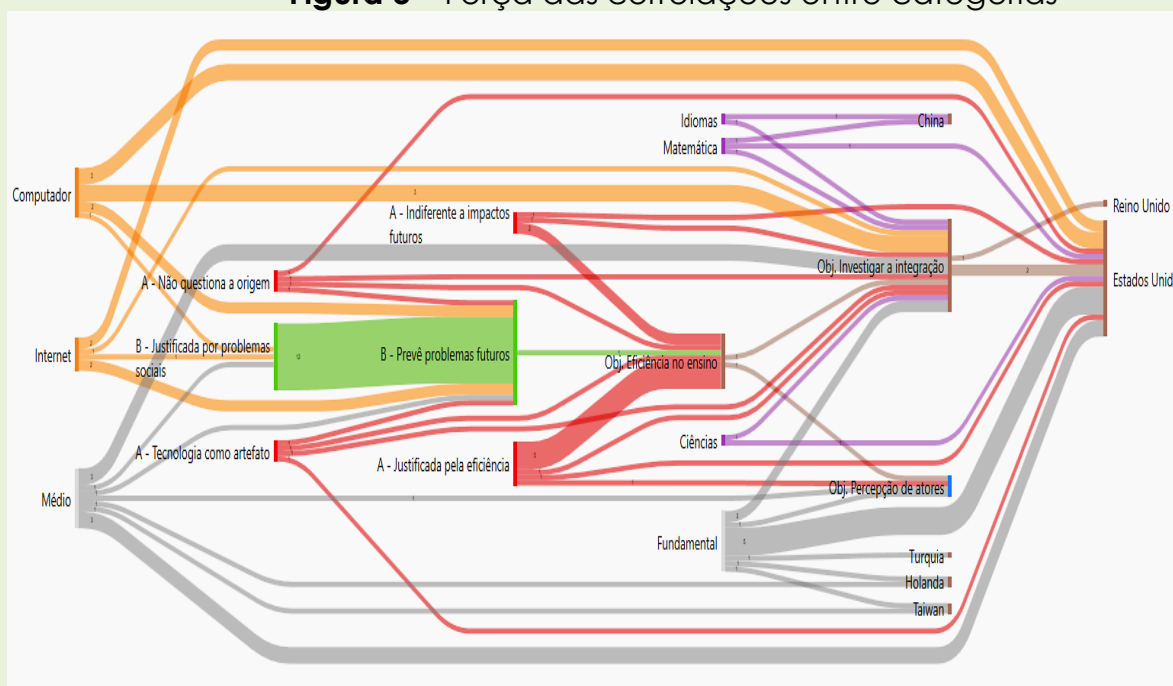 Força das correlações entre categorias
Idiomas
China
Matemática
Computador
Reino Unido
A - Indiferente a impactos
futuros
Obj. Investigar a integração
A - Não questiona a origem
Estados Unid
B - Justificada por problemas
sociais
Internet
B - Prevê problemas futuros
Obj. Eficiência no ensino
Ciências
A - Tecnologia como artefato
A - Justificada pela eficiência
Obj. Percepção de atores
Médio
Fundamental
Turquia
Holanda
Taiwan